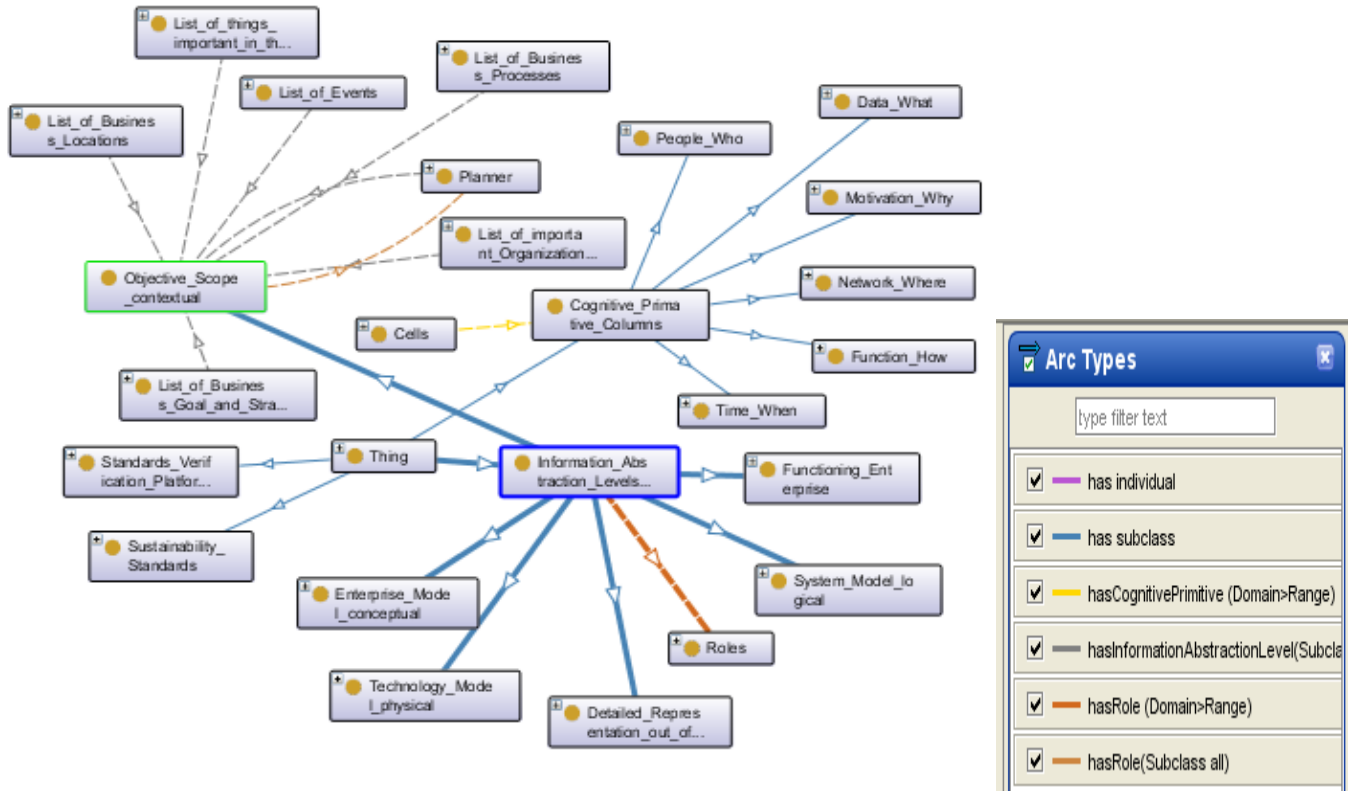 List_of_things_
important_in_th...
List_of_Busines
s_Processes
List_of_Events
Data_What
List_of_Busines
s_Locations
People_Who
Planner
Motivation_Why
List_of_importa
nt_Organization...
Objective_Scope
_contextual
Network_Where
Cognitive_Prima
tive_Columns
Cells
Function_How
List_of_Busines
s_Goal_and_Stra...
Time_When
Standards_Verif
ication_Platfor...
Thing
Information_Abs
traction_Levels...
Functioning_Ent
erprise
Sustainability_
Standards
Enterprise_Mode
l_conceptual
System_Model_lo
gical
Roles
Technology_Mode
l_physical
Detailed_Repres
entation_out_of...
Arc Types
type filter text
has individual
has subclass
hasCognitivePrimitive (Domain>Range)
hasInformationAbstractionLevel(Subcla
hasRole (Domain>Range)
hasRole(Subclass all)